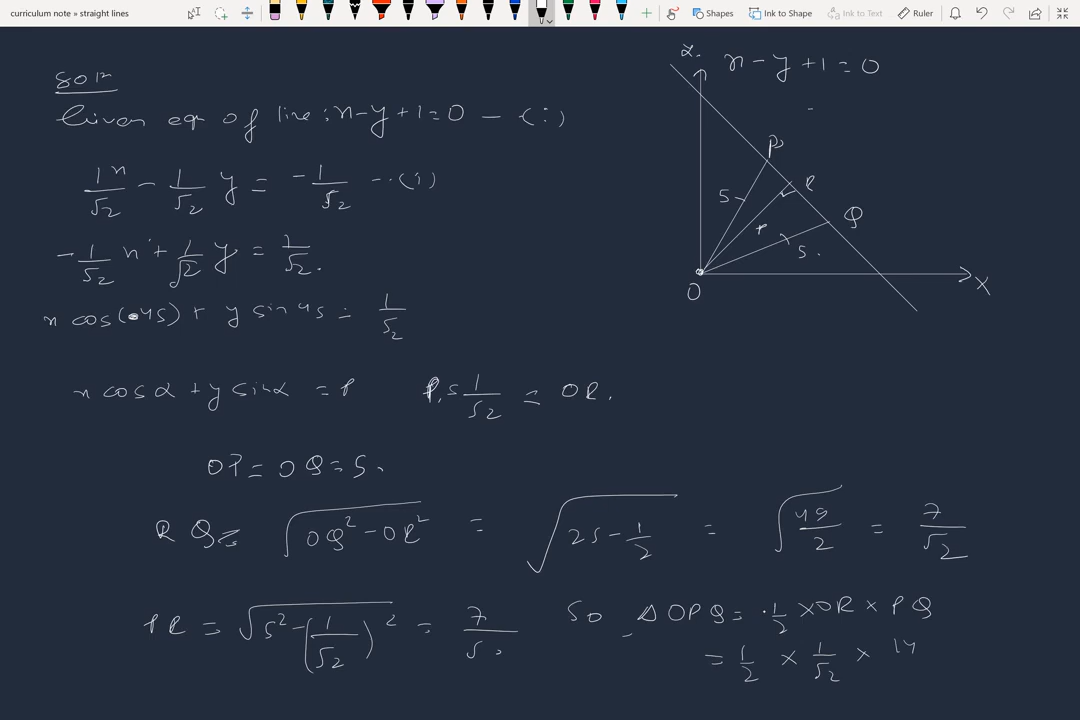 curriculum note » straight lines
Shapes Ink to Shape Ink to Text Ruler
Solⁿ
Given eqn of line : x - y + 1 = 0 - (i)
1x/√2 - 1/√2 y = -1/√2 -- (i)
-1/√2 x + 1/√2 y = 1/√2.
x cos(45) + y sin 45 = 1/√2
x cosα + y sinα = P P = 1/√2 = OR.
OP = OQ = 5.
RQ = √(OQ² - OR²) = √(25 - 1/2) = √(49/2) = 7/√2
PR = √(5² - (1/√2)²) = 7/√2
So ΔOPQ = 1/2 × OR × PQ
= 1/2 × 1/√2 × 14
x - y + 1 = 0
P
R
Q
5
P
5.
O
X